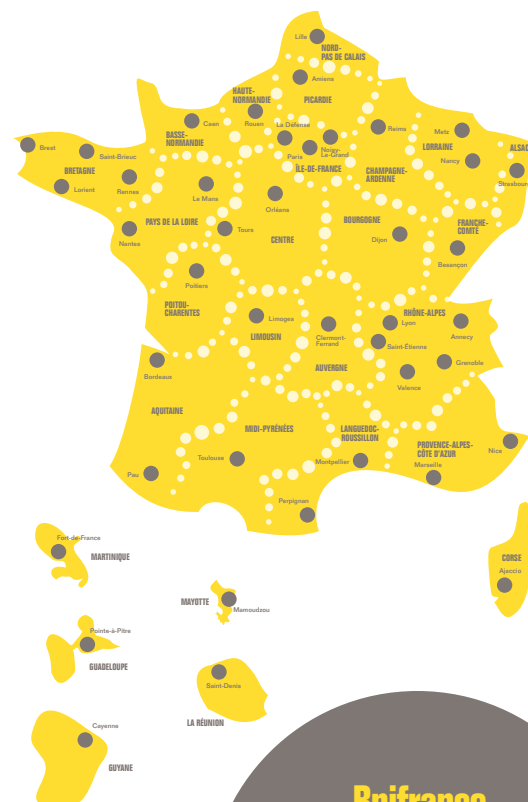 Lille
NORD-
PAS DE CALAIS
Amiens
HAUTE-
NORMANDIE
PICARDIE
Caen
Rouen
La Défense
Reims
Metz
BASSE-
NORMANDIE
LORRAINE
ALSAC
Brest
Saint-Brieuc
Paris
Noisy-
Le-Grand
Nancy
BRETAGNE
ÎLE-DE-FRANCE
CHAMPAGNE-
ARDENNE
Strasbour
Lorient
Rennes
Le Mans
Orléans
PAYS DE LA LOIRE
BOURGOGNE
FRANCHE-
COMTÉ
Nantes
Tours
CENTRE
Dijon
Besançon
Poitiers
POITOU-
CHARENTES
RHÔNE-ALPES
Limoges
Lyon
Annecy
LIMOUSIN
Clermont-
Ferrand
Saint-Étienne
Bordeaux
AUVERGNE
Grenoble
Valence
AQUITAINE
MIDI-PYRÉNÉES
LANGUEDOC-
ROUSSILLON
PROVENCE-ALPES-
CÔTE D'AZUR
Nice
Toulouse
Montpellier
Marseille
Pau
Perpignan
Fort-de-France
MARTINIQUE
CORSE
Ajaccio
MAYOTTE
Mamoudzou
Pointe-à-Pitre
GUADELOUPE
Saint-Denis
LA RÉUNION
Cayenne
GUYANE
Bpifrance